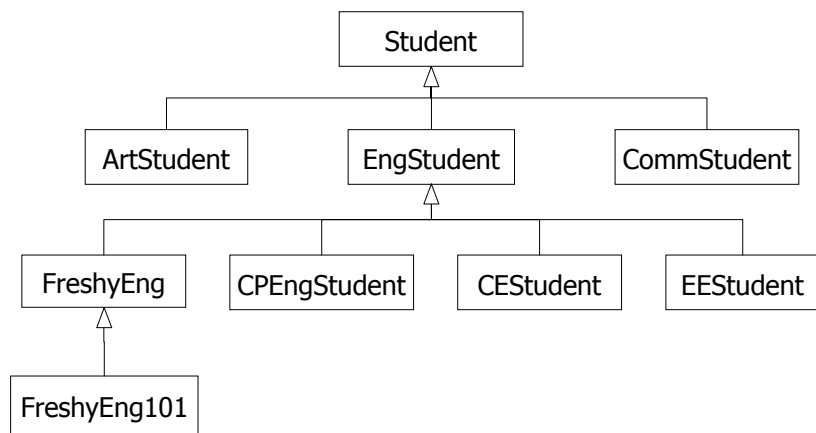 Student
ArtStudent
EngStudent
CommStudent
FreshyEng
CPEngStudent
CEStudent
EEStudent
FreshyEng101